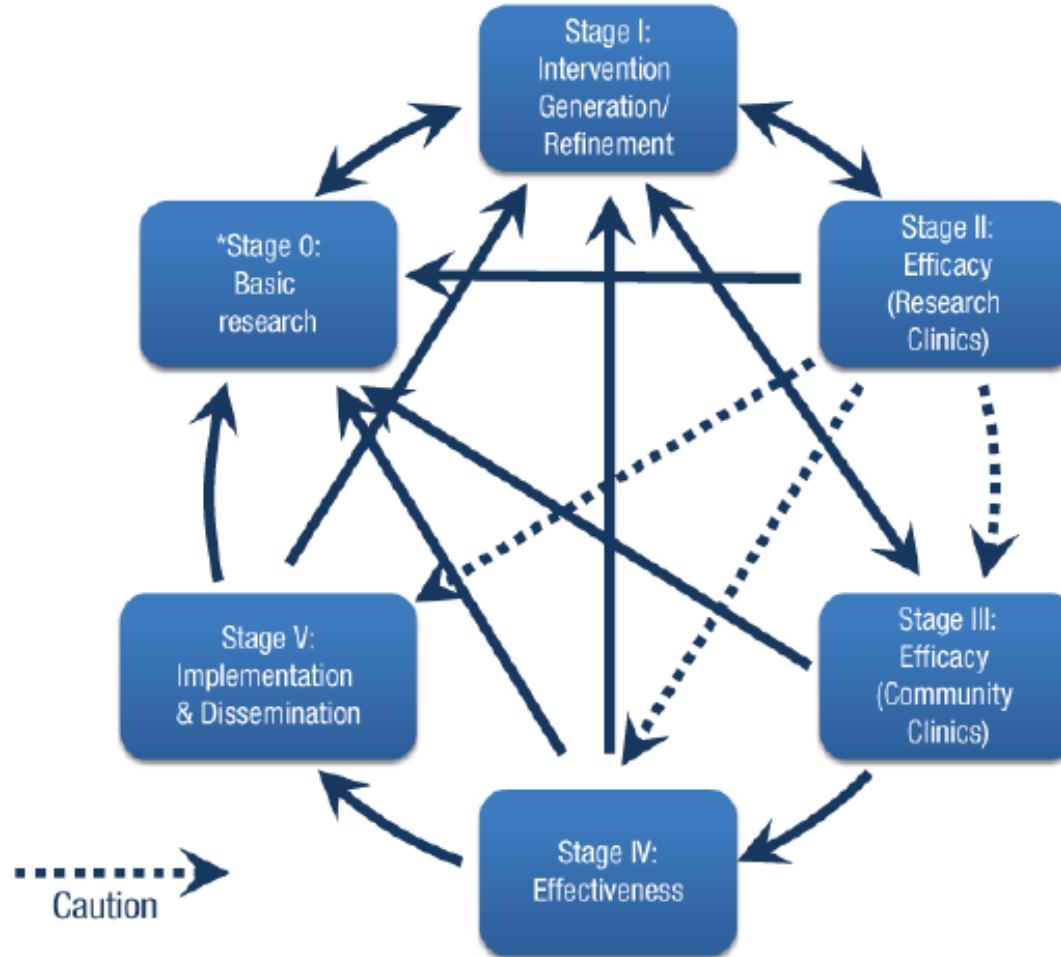 Stage I:
Intervention
Generation/
Refinement
*Stage 0:
Basic
research
Stage II:
Efficacy
(Research
Clinics)
Stage V:
Implementation
& Dissemination
Stage III:
Efficacy
(Community
Clinics)
Stage IV:
Effectiveness
Caution